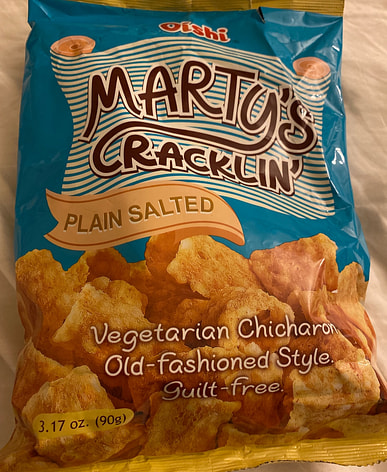 Oishi
MARTY'S
CRACKLIN'
PLAIN SALTED
Vegetarian Chicharon
Old-fashioned Style.
Guilt-free.
3.17 oz. (90g)